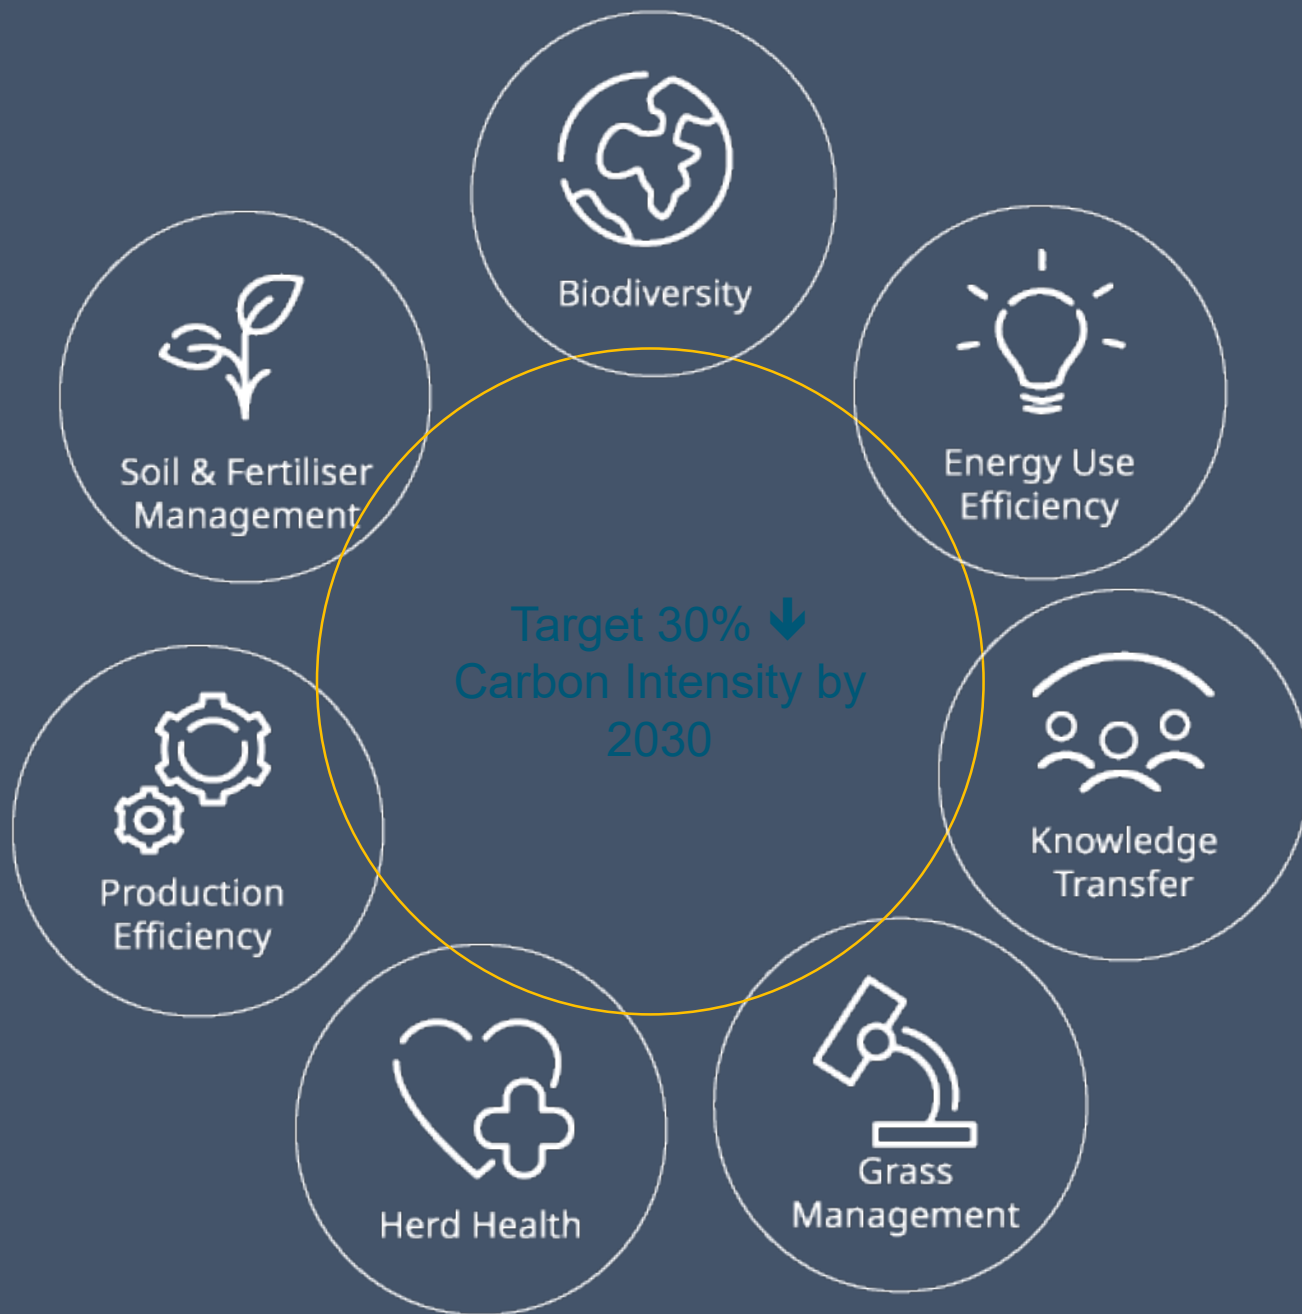 Biodiversity
Energy Use
Efficiency
Knowledge
Transfer
Grass
Management
Herd Health
Production
Efficiency
Soil & Fertiliser
Management
Target 30% 🡻
Carbon Intensity by
2030